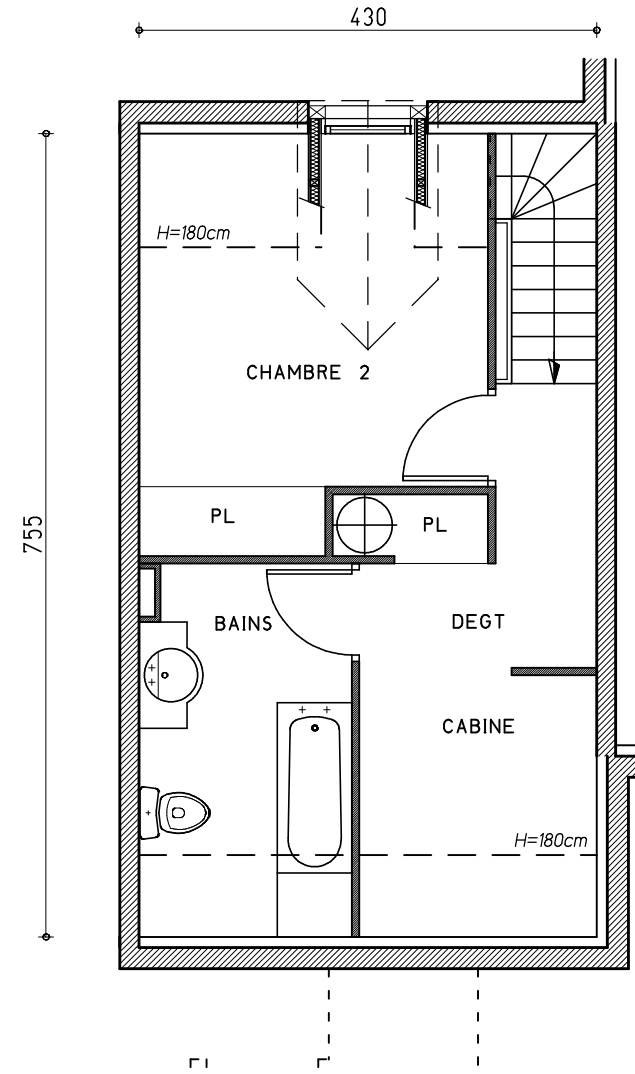 430
H=180cm
CHAMBRE 2
755
PL
PL
BAINS
DEGT
CABINE
H=180cm